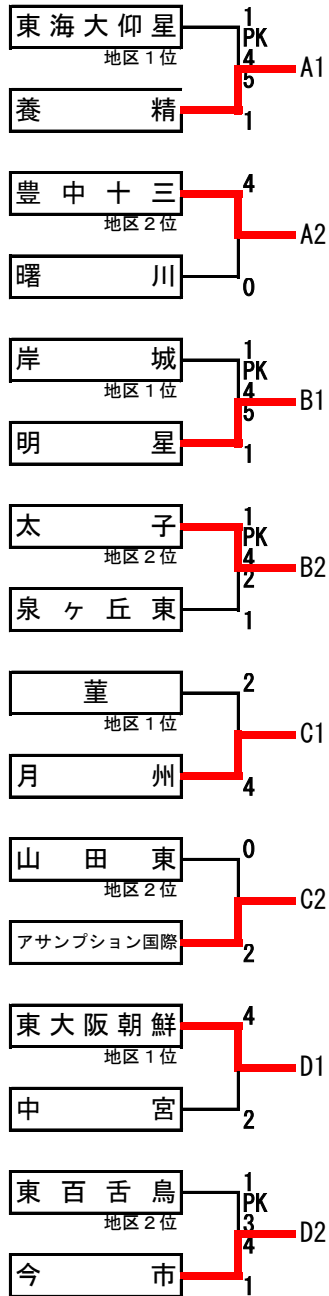 東海大仰星
地区１位
1
PK
4
5
1
養精
A1
豊中十三
地区２位
4
0
曙川
A2
岸城
地区１位
1
PK
4
5
1
明星
B1
太子
地区２位
1
PK
4
2
1
泉ヶ丘東
B2
菫
地区１位
2
4
月州
C1
山田東
地区２位
0
2
アサンプション国際
C2
東大阪朝鮮
地区１位
4
2
中宮
D1
東百舌鳥
地区２位
1
PK
3
4
1
今市
D2